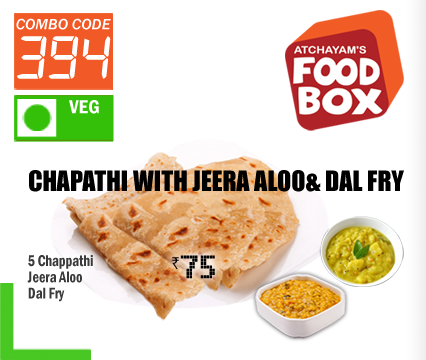 COMBO CODE
394
VEG
ATCHAYAM'S
FOOD
BOX
CHAPATHI WITH JEERA ALOO& DAL FRY
₹75
5 Chappathi
Jeera Aloo
Dal Fry